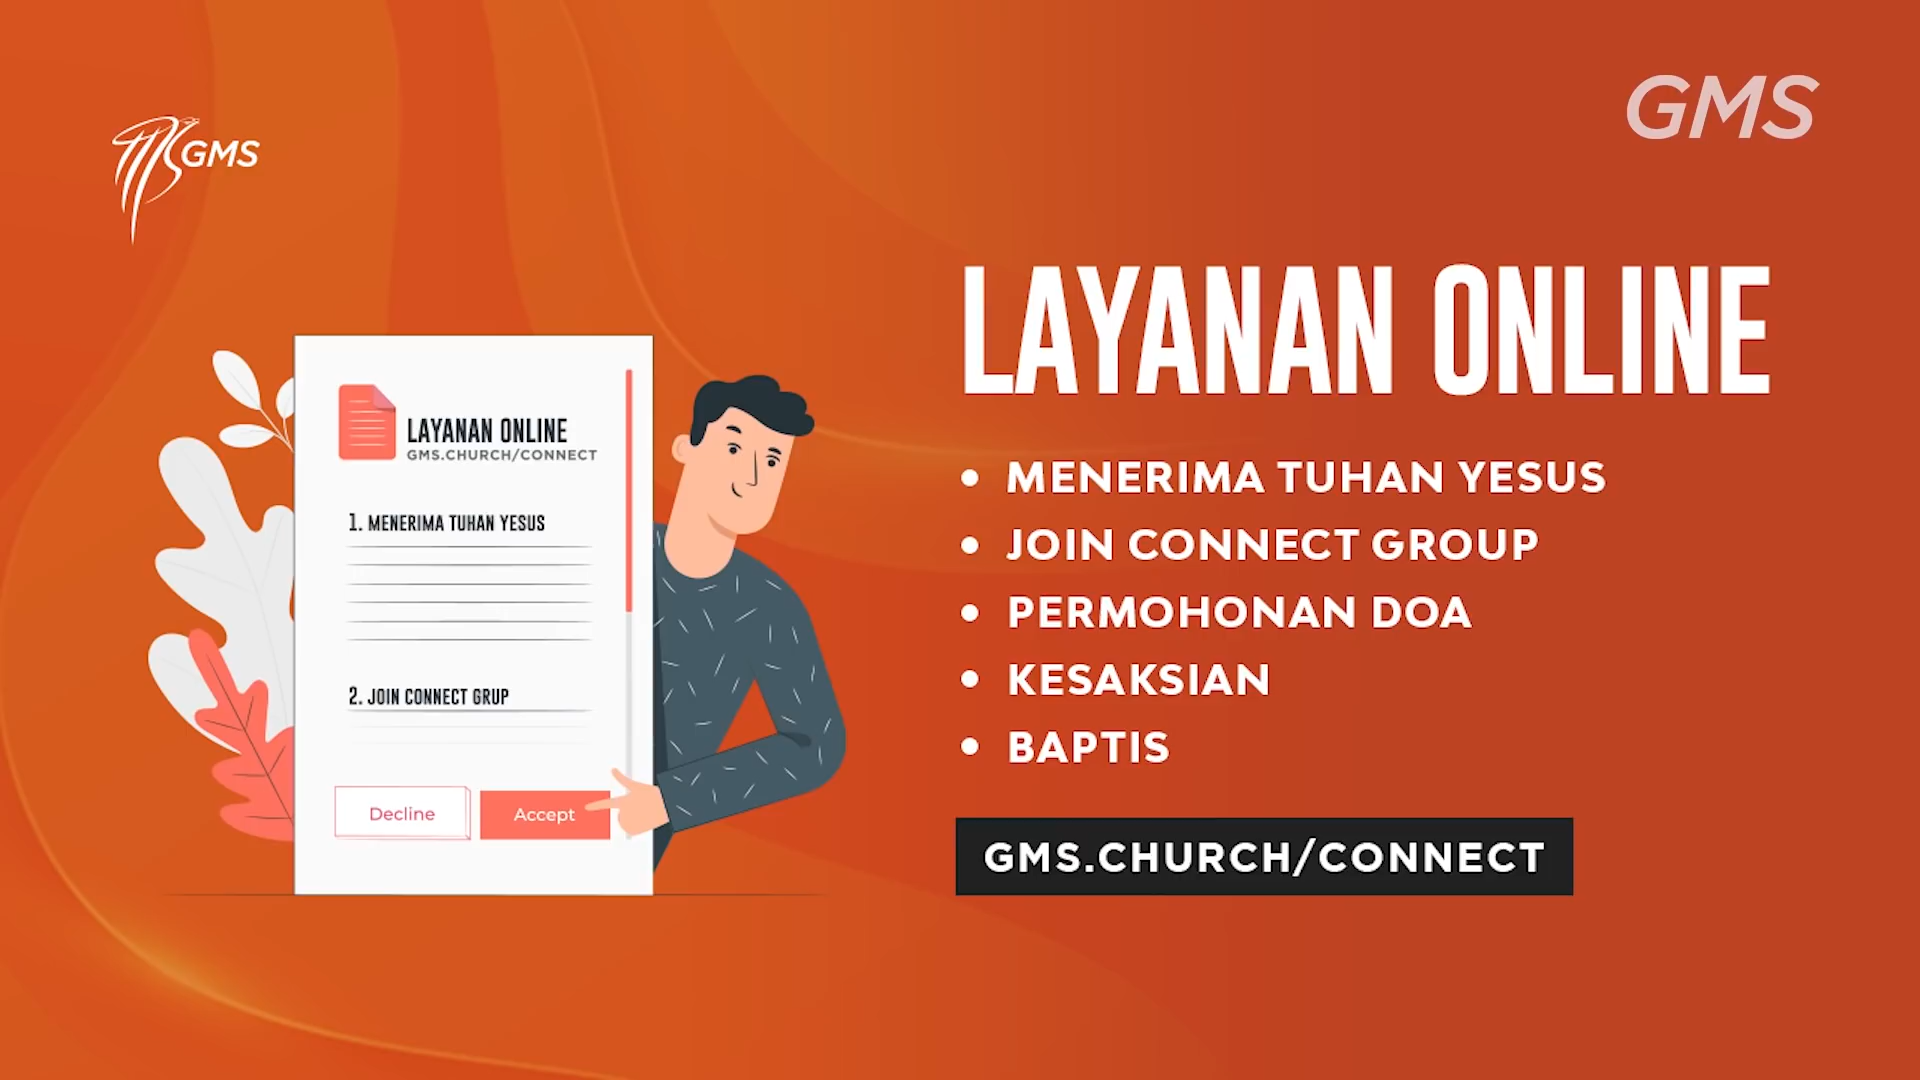 GMS
GMS
LAYANAN ONLINE
MENERIMA TUHAN YESUS
JOIN CONNECT GROUP
PERMOHONAN DOA
KESAKSIAN
BAPTIS
GMS.CHURCH/CONNECT
LAYANAN ONLINE
GMS.CHURCH/CONNECT
1. MENERIMA TUHAN YESUS
2. JOIN CONNECT GRUP
Decline
Accept